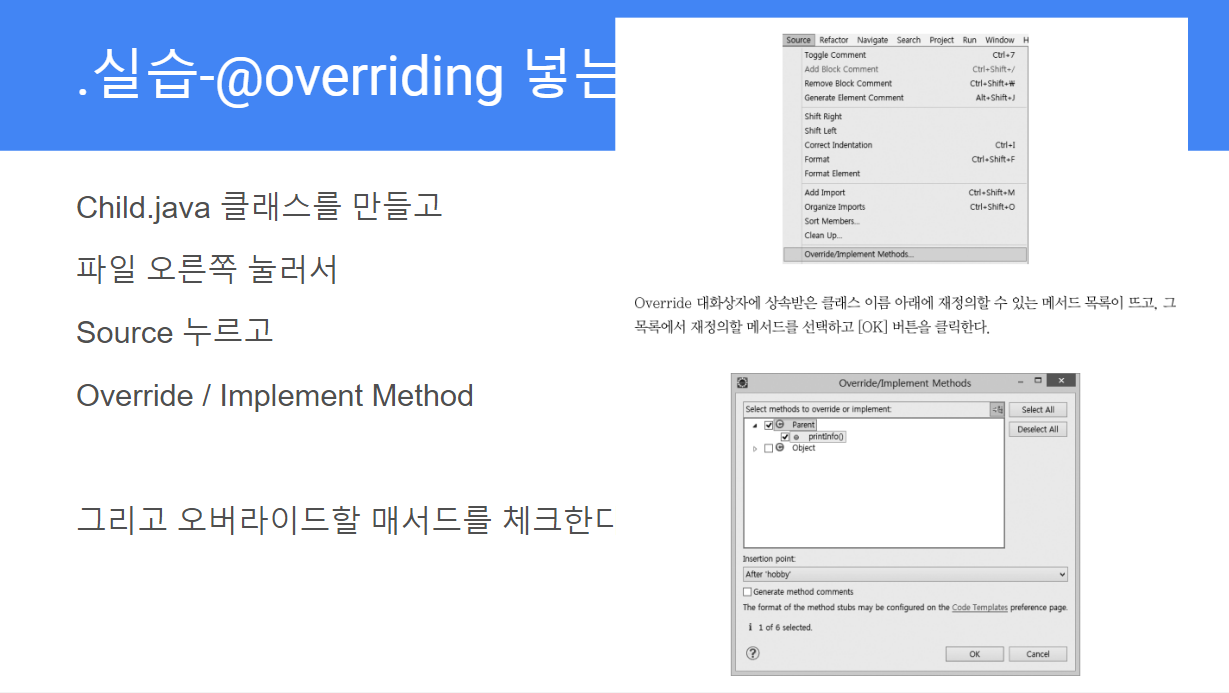 .실습-@overriding 넣는
Child.java 클래스를 만들고
파일 오른쪽 눌러서
Source 누르고
Override / Implement Method
그리고 오버라이드할 매서드를 체크한다
Source Refactor Navigate Search Project Run Window H
Toggle Comment Ctrl+7
Add Block Comment Ctrl+Shift+/
Remove Block Comment Ctrl+Shift+₩
Generate Element Comment Alt+Shift+J
Shift Right
Shift Left
Correct Indentation Ctrl+I
Format Ctrl+Shift+F
Format Element
Add Import Ctrl+Shift+M
Organize Imports Ctrl+Shift+O
Sort Members...
Clean Up...
Override/Implement Methods...
Override 대화상자에 상속받은 클래스 이름 아래에 재정의할 수 있는 메서드 목록이 뜨고, 그
목록에서 재정의할 메서드를 선택하고 [OK] 버튼을 클릭한다.
Override/Implement Methods
Select methods to override or implement:
Select All
Parent
Deselect All
printInfo()
Object
Insertion point:
After 'hobby'
Generate method comments
The format of the method stubs may be configured on the Code Templates preference page.
1 of 6 selected.
OK Cancel